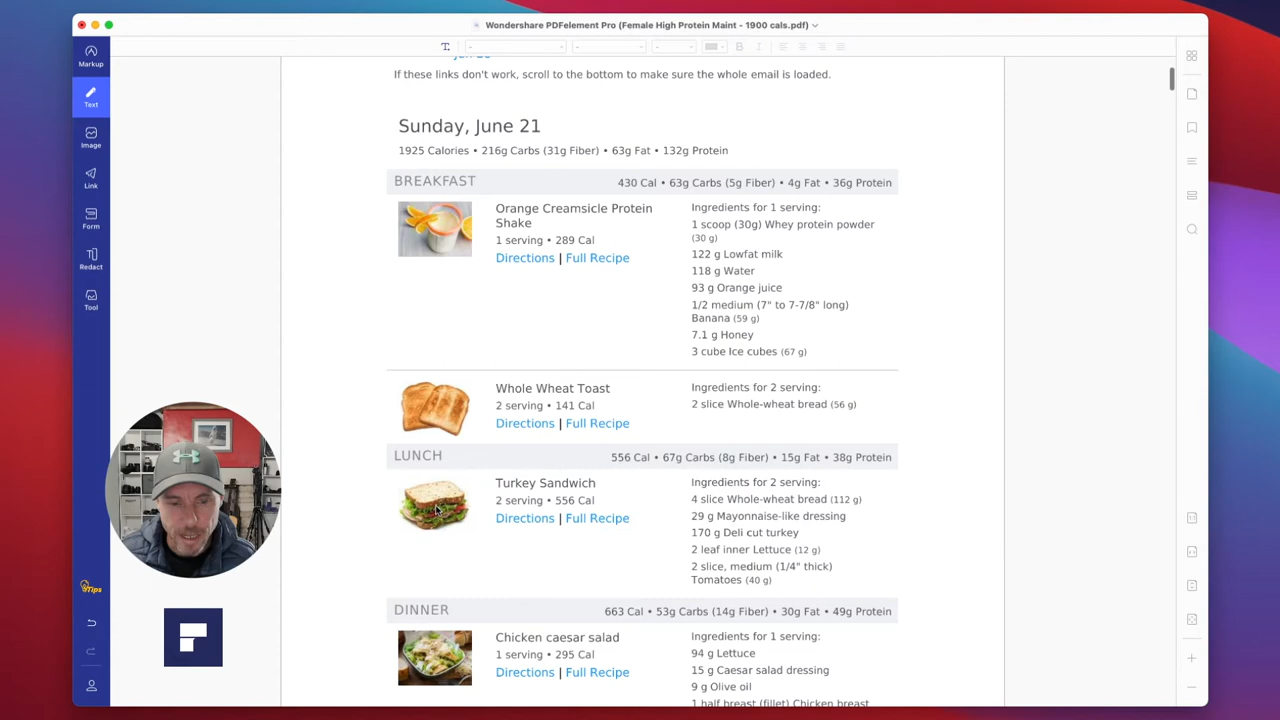 Wondershare PDFelement Pro (Female High Protein Maint - 1900 cals.pdf)
Markup
Text
Image
Link
Form
Redact
Tool
Tips
If these links don't work, scroll to the bottom to make sure the whole email is loaded.
Sunday, June 21
1925 Calories • 216g Carbs (31g Fiber) • 63g Fat • 132g Protein
BREAKFAST 430 Cal • 63g Carbs (5g Fiber) • 4g Fat • 36g Protein
Orange Creamsicle Protein
Shake
1 serving • 289 Cal
Directions | Full Recipe
Ingredients for 1 serving:
1 scoop (30g) Whey protein powder
(30 g)
122 g Lowfat milk
118 g Water
93 g Orange juice
1/2 medium (7" to 7-7/8" long)
Banana (59 g)
7.1 g Honey
3 cube Ice cubes (67 g)
Whole Wheat Toast
2 serving • 141 Cal
Directions | Full Recipe
Ingredients for 2 serving:
2 slice Whole-wheat bread (56 g)
LUNCH 556 Cal • 67g Carbs (8g Fiber) • 15g Fat • 38g Protein
Turkey Sandwich
2 serving • 556 Cal
Directions | Full Recipe
Ingredients for 2 serving:
4 slice Whole-wheat bread (112 g)
29 g Mayonnaise-like dressing
170 g Deli cut turkey
2 leaf inner Lettuce (12 g)
2 slice, medium (1/4" thick)
Tomatoes (40 g)
DINNER 663 Cal • 53g Carbs (14g Fiber) • 30g Fat • 49g Protein
Chicken caesar salad
1 serving • 295 Cal
Directions | Full Recipe
Ingredients for 1 serving:
94 g Lettuce
15 g Caesar salad dressing
9 g Olive oil
1 half breast (fillet) Chicken breast